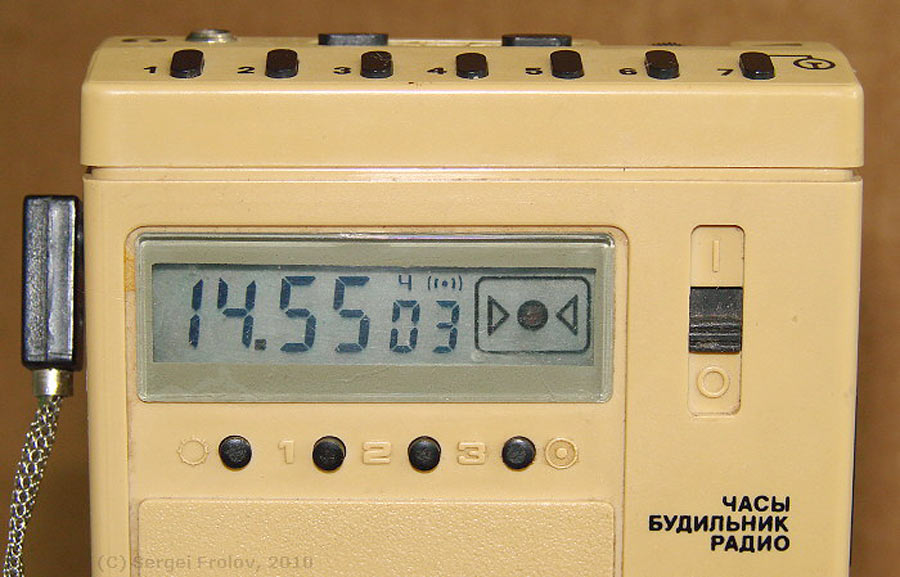 1 2 3 4 5 6 7
14.55 Ч 03
1 2 3
ЧАСЫ
БУДИЛЬНИК
РАДИО
(C) Sergei Frolov, 2010